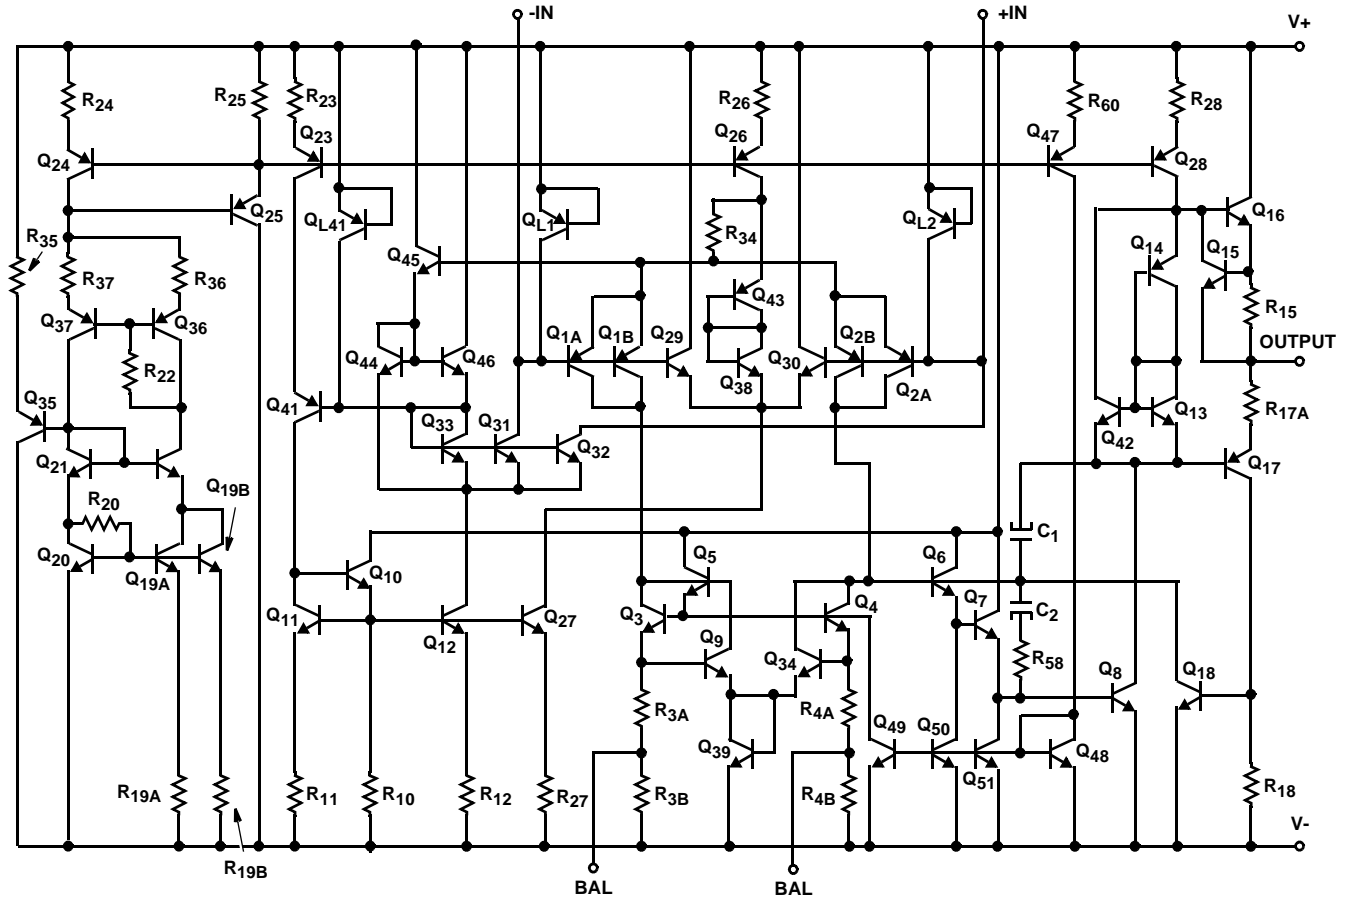 -IN
+IN
V+
R24
R25
R23
R26
R60
R28
Q23
Q26
Q47
Q24
Q28
Q25
QL41
QL1
QL2
Q16
R35
R34
Q45
Q14
Q15
R37
R36
Q43
R15
Q37
Q36
Q1A
Q1B
Q29
Q2B
OUTPUT
Q44
Q46
Q30
R22
Q38
Q2A
Q35
Q41
Q13
R17A
Q33
Q31
Q42
Q32
Q21
Q17
Q19B
R20
C1
Q20
Q5
Q6
Q19A
Q10
Q7
Q4
C2
Q11
Q27
Q3
Q12
Q9
Q34
R58
Q8
Q18
R3A
R4A
Q49
Q50
Q39
Q48
Q51
R19A
R11
R10
R12
R27
R3B
R4B
R18
V-
R19B
BAL
BAL